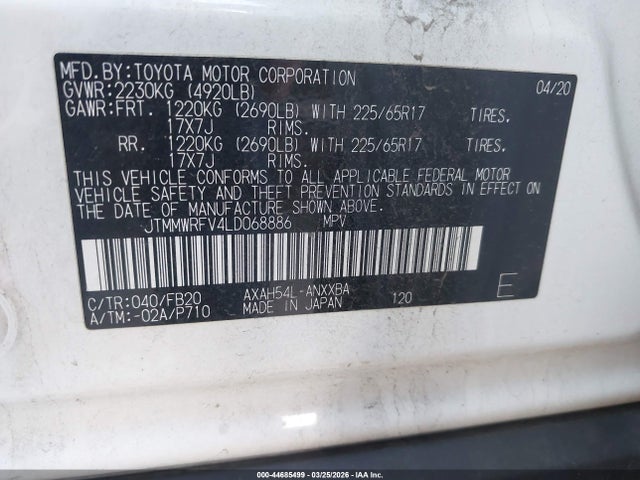 MFD.BY:TOYOTA MOTOR CORPORATION 04/20
GVWR:2230KG (4920LB)
GAWR:FRT. 1220KG (2690LB) WITH 225/65R17 TIRES.
17X7J RIMS.
RR. 1220KG (2690LB) WITH 225/65R17 TIRES.
17X7J RIMS.
THIS VEHICLE CONFORMS TO ALL APPLICABLE FEDERAL MOTOR
VEHICLE SAFETY AND THEFT PREVENTION STANDARDS IN EFFECT ON
THE DATE OF MANUFACTURE SHOWN ABOVE.
JTMMWRFV4LD068886 MPV
C/TR:040/FB20 AXAH54L-ANXXBA 120 E
A/TM:-02A/P710 MADE IN JAPAN
000-44685499 - 03/25/2026 - IAA Inc.